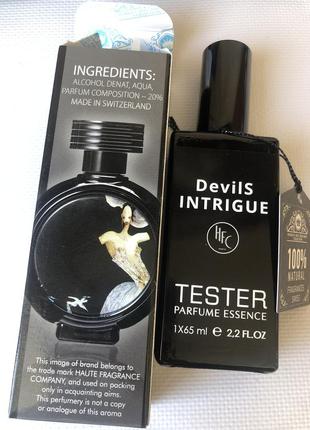 INGREDIENTS:
ALCOHOL DENAT, AQUA,
PARFUM COMPOSITION ~ 20%
MADE IN SWITZERLAND
This image of brand belongs to
the trade mark HAUTE FRAGRANCE
COMPANY, and used on packing
only in acquainting aims.
This perfumery is not a copy
or analogue of this aroma
DevilS
INTRIGUE
HFC
TESTER
PARFUME ESSENCE
1X65 ml e 2,2 FL.OZ
100%
NATURAL
FRAGRANCES